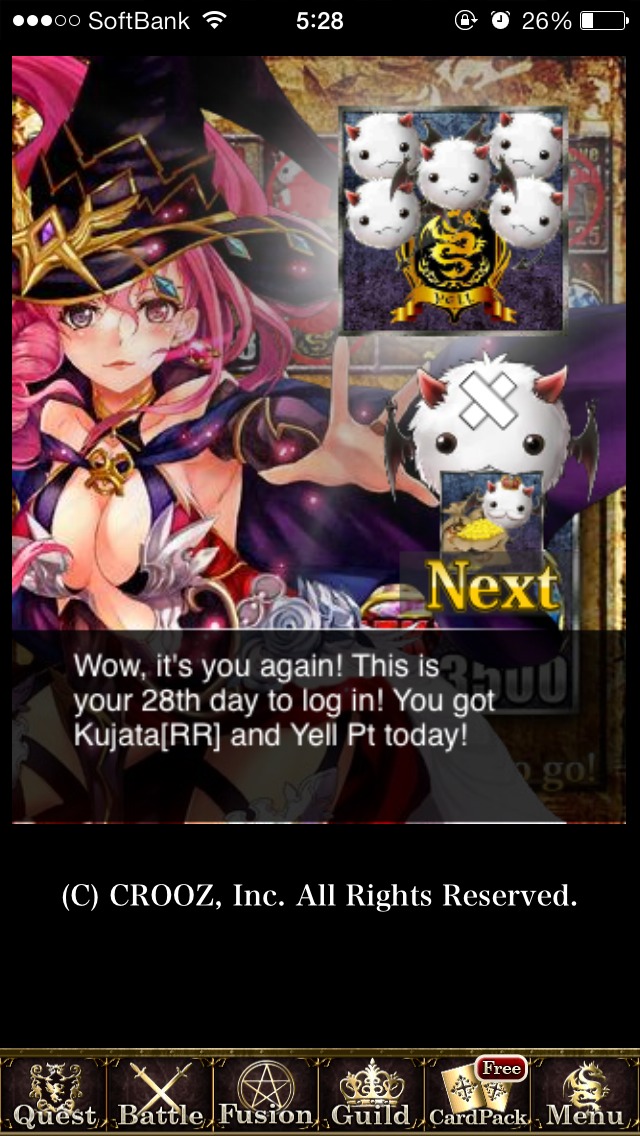 SoftBank 5:28 26%
YELL
Next
3500
o go!
Wow, it's you again! This is
your 28th day to log in! You got
Kujata[RR] and Yell Pt today!
(C) CROOZ, Inc. All Rights Reserved.
Free
Quest Battle Fusion Guild CardPack Menu